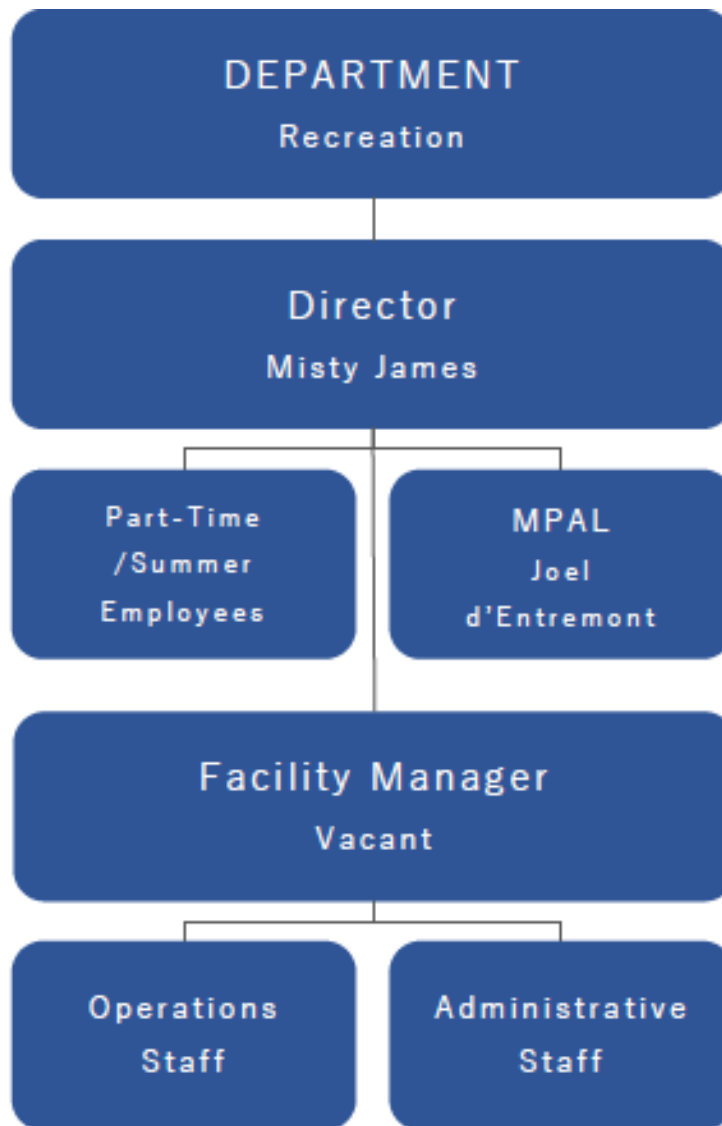 DEPARTMENT
Recreation
Director
Misty James
Part-Time
/Summer
Employees
MPAL
Joel
d'Entremont
Facility Manager
Vacant
Operations
Staff
Administrative
Staff